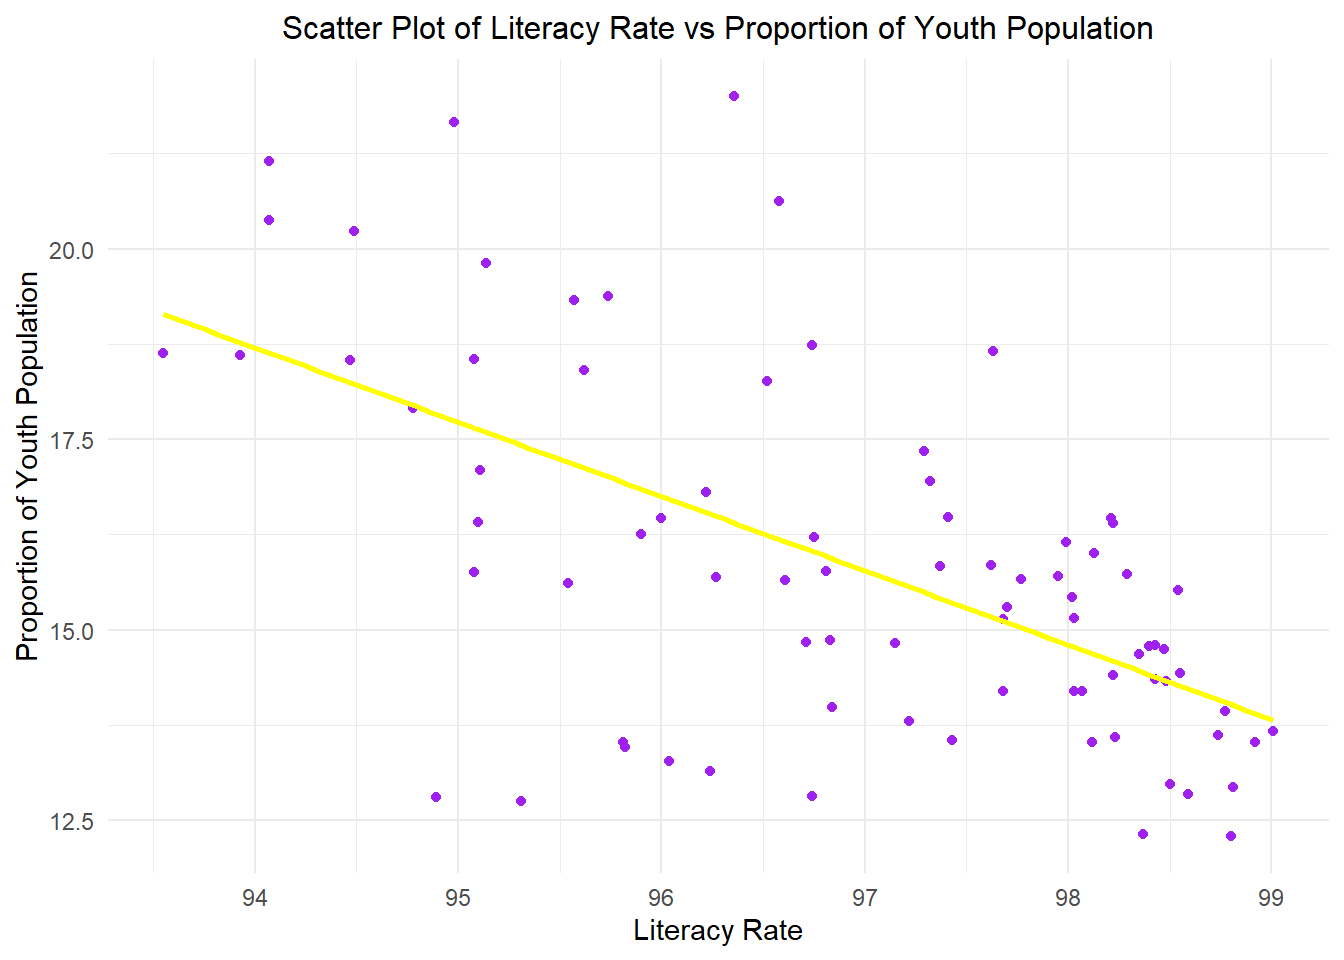 Scatter Plot of Literacy Rate vs Proportion of Youth Population
Proportion of Youth Population
20.0
17.5
15.0
12.5
94 95 96 97 98 99
Literacy Rate